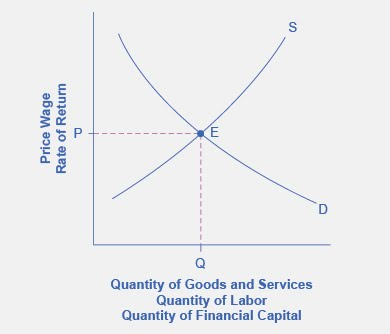 S
Price Wage
Rate of Return
P
E
D
Q
Quantity of Goods and Services
Quantity of Labor
Quantity of Financial Capital